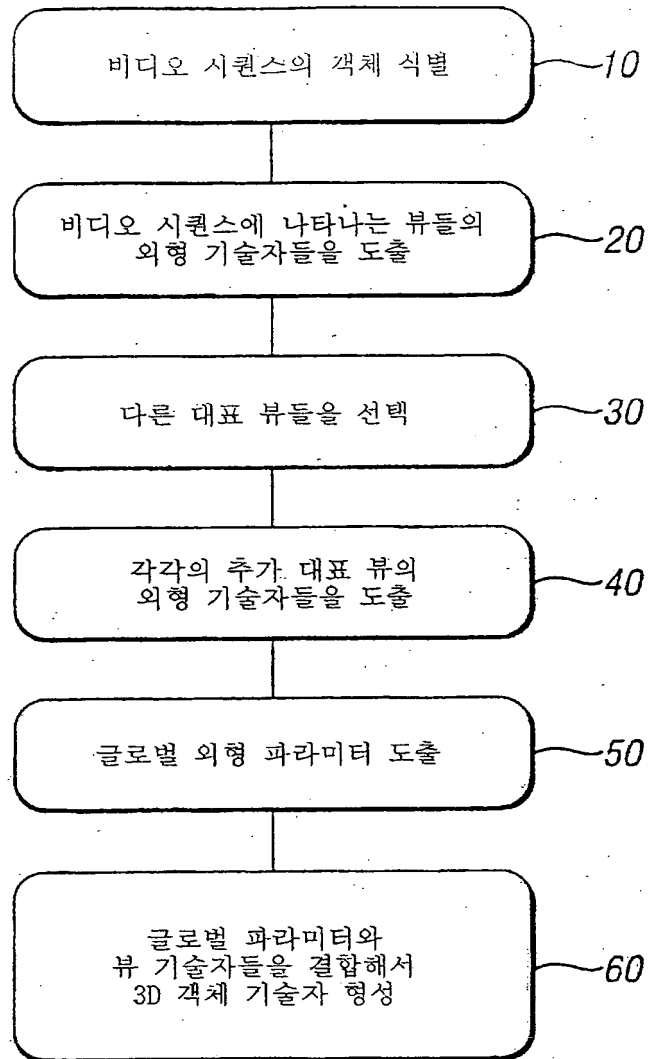 비디오 시퀀스의 객체 식별
10
비디오 시퀀스에 나타나는 뷰들의
외형 기술자들을 도출
20
다른 대표 뷰들을 선택
30
각각의 추가 대표 뷰의
외형 기술자들을 도출
40
글로벌 외형 파라미터 도출
50
글로벌 파라미터와
뷰 기술자들을 결합해서
3D 객체 기술자 형성
60